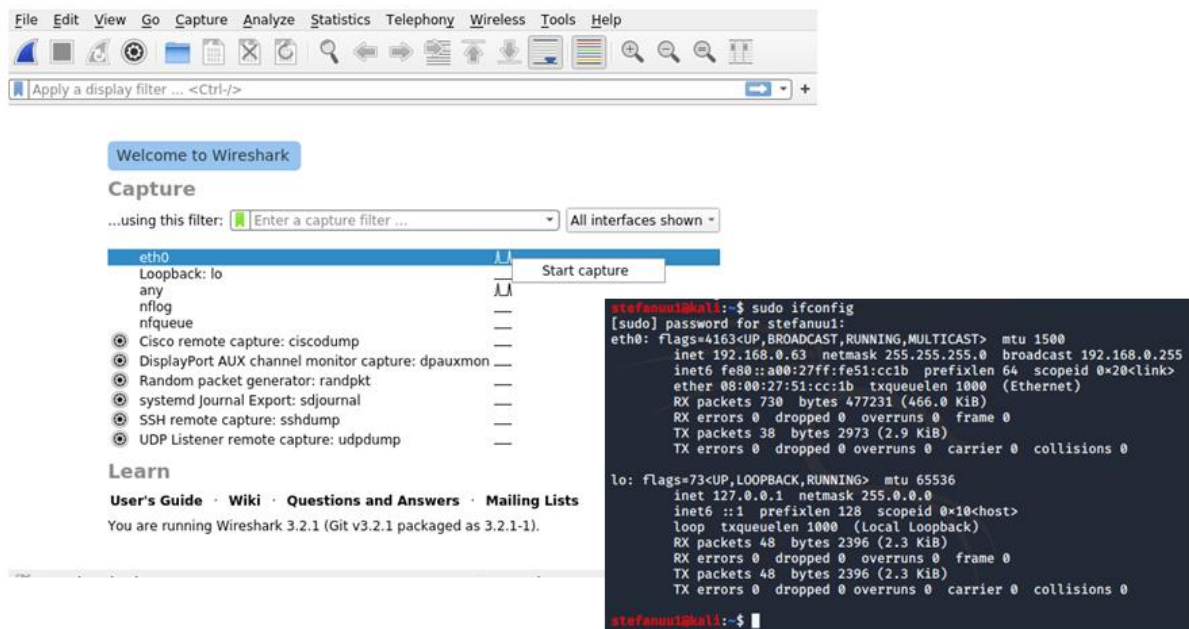 File Edit View Go Capture Analyze Statistics Telephony Wireless Tools Help
Apply a display filter ... <Ctrl-/>
Welcome to Wireshark
Capture
...using this filter: Enter a capture filter ... All interfaces shown
eth0
Start capture
Loopback: lo
any
nflog
nfqueue
Cisco remote capture: ciscodump
DisplayPort AUX channel monitor capture: dpauxmon
Random packet generator: randpkt
systemd Journal Export: sdjournal
SSH remote capture: sshdump
UDP Listener remote capture: udpdump
Learn
User's Guide · Wiki · Questions and Answers · Mailing Lists
You are running Wireshark 3.2.1 (Git v3.2.1 packaged as 3.2.1-1).
stefanuu1@kali:~$ sudo ifconfig
[sudo] password for stefanuu1:
eth0: flags=4163<UP,BROADCAST,RUNNING,MULTICAST> mtu 1500
inet 192.168.0.63 netmask 255.255.255.0 broadcast 192.168.0.255
inet6 fe80::a00:27ff:fe51:cc1b prefixlen 64 scopeid 0×20<link>
ether 08:00:27:51:cc:1b txqueuelen 1000 (Ethernet)
RX packets 730 bytes 477231 (466.0 KiB)
RX errors 0 dropped 0 overruns 0 frame 0
TX packets 38 bytes 2973 (2.9 KiB)
TX errors 0 dropped 0 overruns 0 carrier 0 collisions 0
lo: flags=73<UP,LOOPBACK,RUNNING> mtu 65536
inet 127.0.0.1 netmask 255.0.0.0
inet6 ::1 prefixlen 128 scopeid 0×10<host>
loop txqueuelen 1000 (Local Loopback)
RX packets 48 bytes 2396 (2.3 KiB)
RX errors 0 dropped 0 overruns 0 frame 0
TX packets 48 bytes 2396 (2.3 KiB)
TX errors 0 dropped 0 overruns 0 carrier 0 collisions 0
stefanuu1@kali:~$